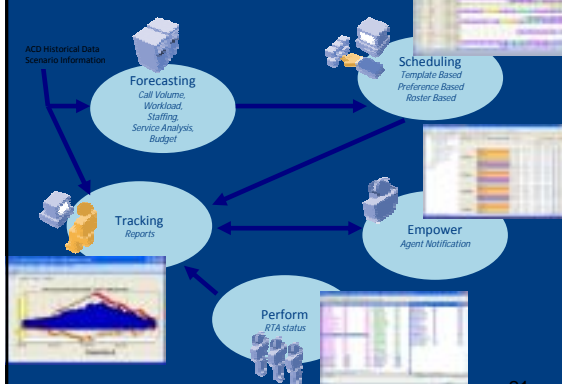 ACD Historical Data
Scenario Information
Forecasting
Call Volume,
Workload,
Staffing,
Service Analysis,
Budget
Scheduling
Template Based
Preference Based
Roster Based
Tracking
Reports
Empower
Agent Notification
Perform
RTA status